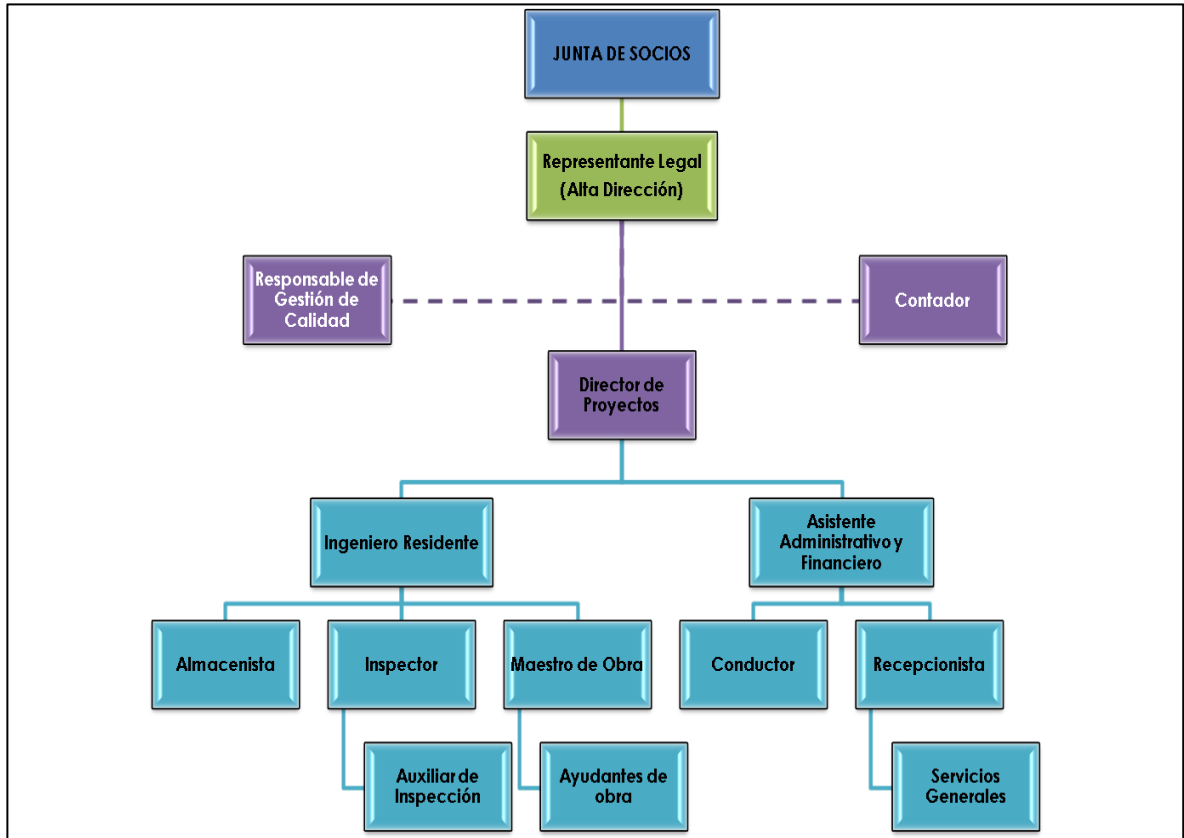 JUNTA DE SOCIOS
Representante Legal
(Alta Dirección)
Responsable de
Gestión de
Calidad
Contador
Director de
Proyectos
Ingeniero Residente
Asistente
Administrativo y
Financiero
Almacenista
Inspector
Maestro de Obra
Conductor
Recepcionista
Auxiliar de
Inspección
Ayudantes de
obra
Servicios
Generales